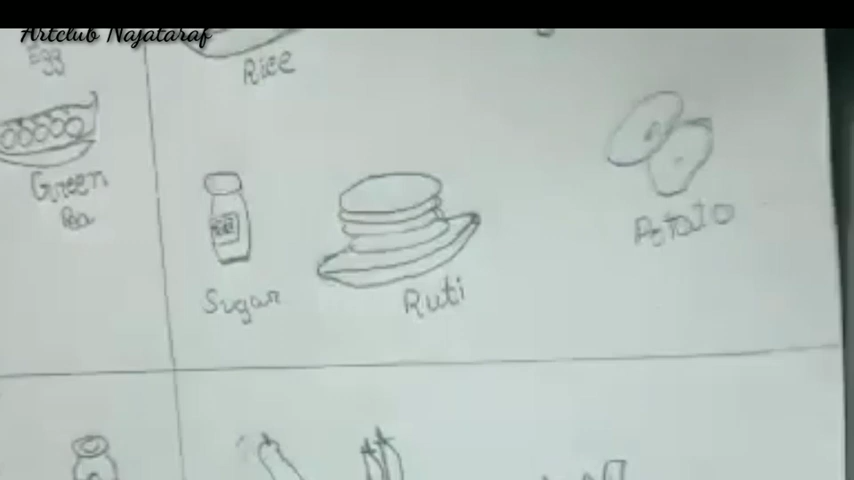 Artclub Najataraf
Egg
Rice
Green
Pea
Sugar
Ruti
Potato